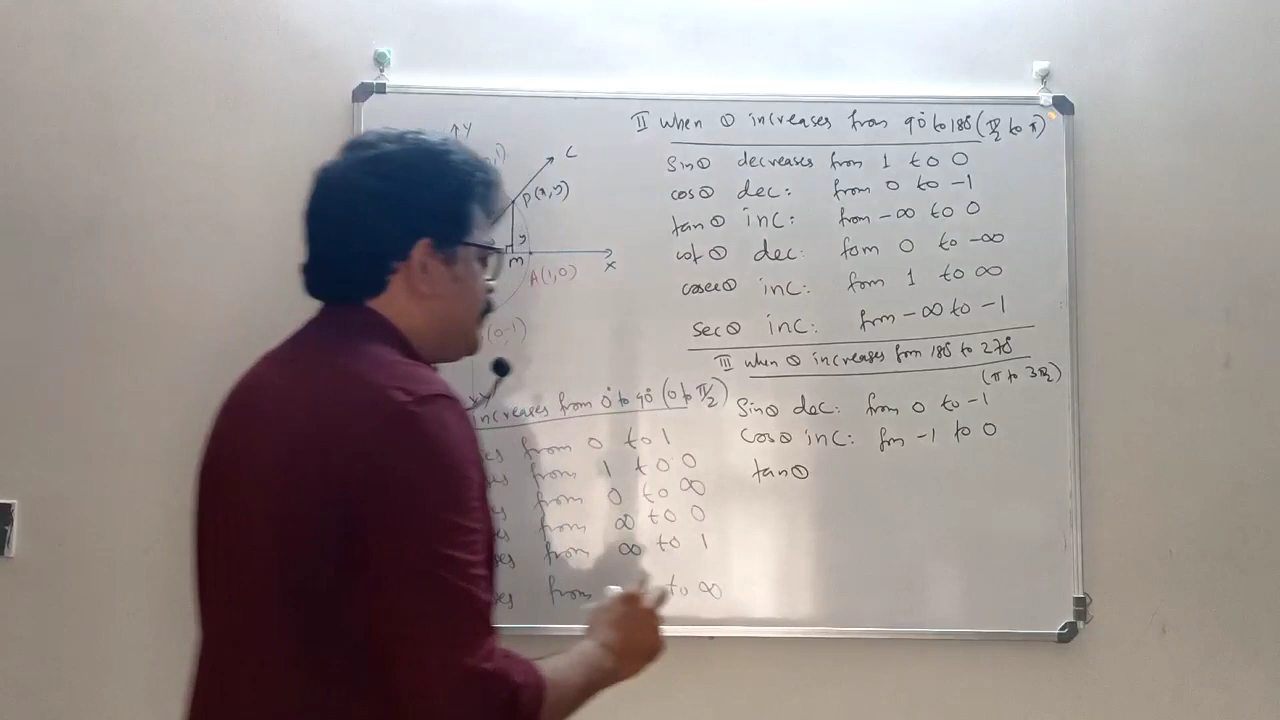 Y
C
P(x,y)
y
M
X
A(1,0)
(0,-1)
increases from 0° to 90° (0 to π/2)
from 0 to 1
from 1 to 0
from 0 to ∞
from ∞ to 0
from ∞ to 1
from to ∞
II When θ increases from 90° to 180° (π/2 to π)
Sinθ decreases from 1 to 0
cosθ dec: from 0 to -1
tanθ inc: from -∞ to 0
cotθ dec: fom 0 to -∞
cosecθ inc: fom 1 to ∞
secθ inc: from -∞ to -1
III When θ increases from 180° to 270°
(π to 3π/2)
Sinθ dec: from 0 to -1
Cosθ inc: fm -1 to 0
tanθ